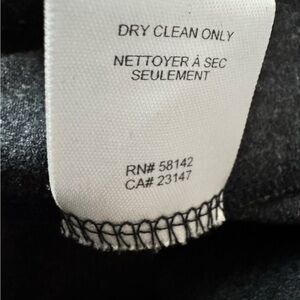 DRY CLEAN ONLY
NETTOYER À SEC
SEULEMENT
RN# 58142
CA# 23147